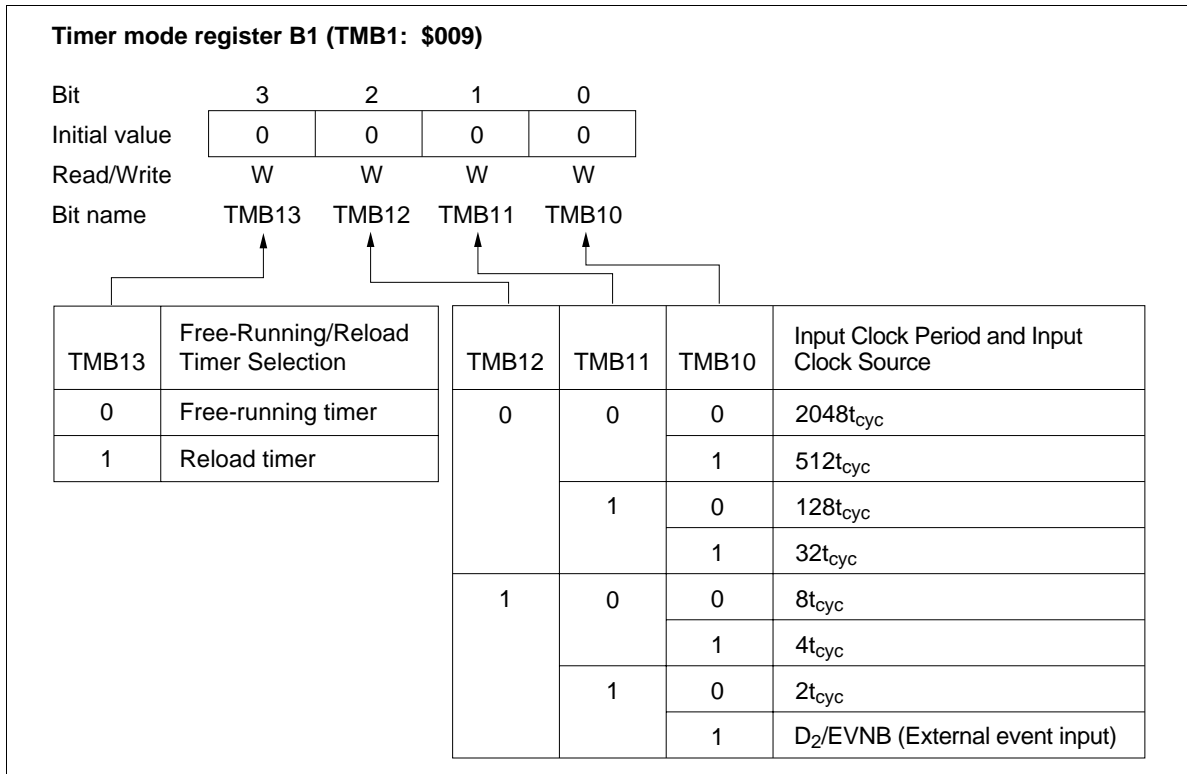 Timer mode register B1 (TMB1: $009)
Bit 3 2 1 0
Initial value 0 0 0 0
Read/Write W W W W
Bit name TMB13 TMB12 TMB11 TMB10
TMB13 Free-Running/Reload
Timer Selection
0 Free-running timer
1 Reload timer
TMB12 TMB11 TMB10 Input Clock Period and Input
Clock Source
0 0 0 2048tcyc
1 512tcyc
1 0 128tcyc
1 32tcyc
1 0 0 8tcyc
1 4tcyc
1 0 2tcyc
1 D2/EVNB (External event input)